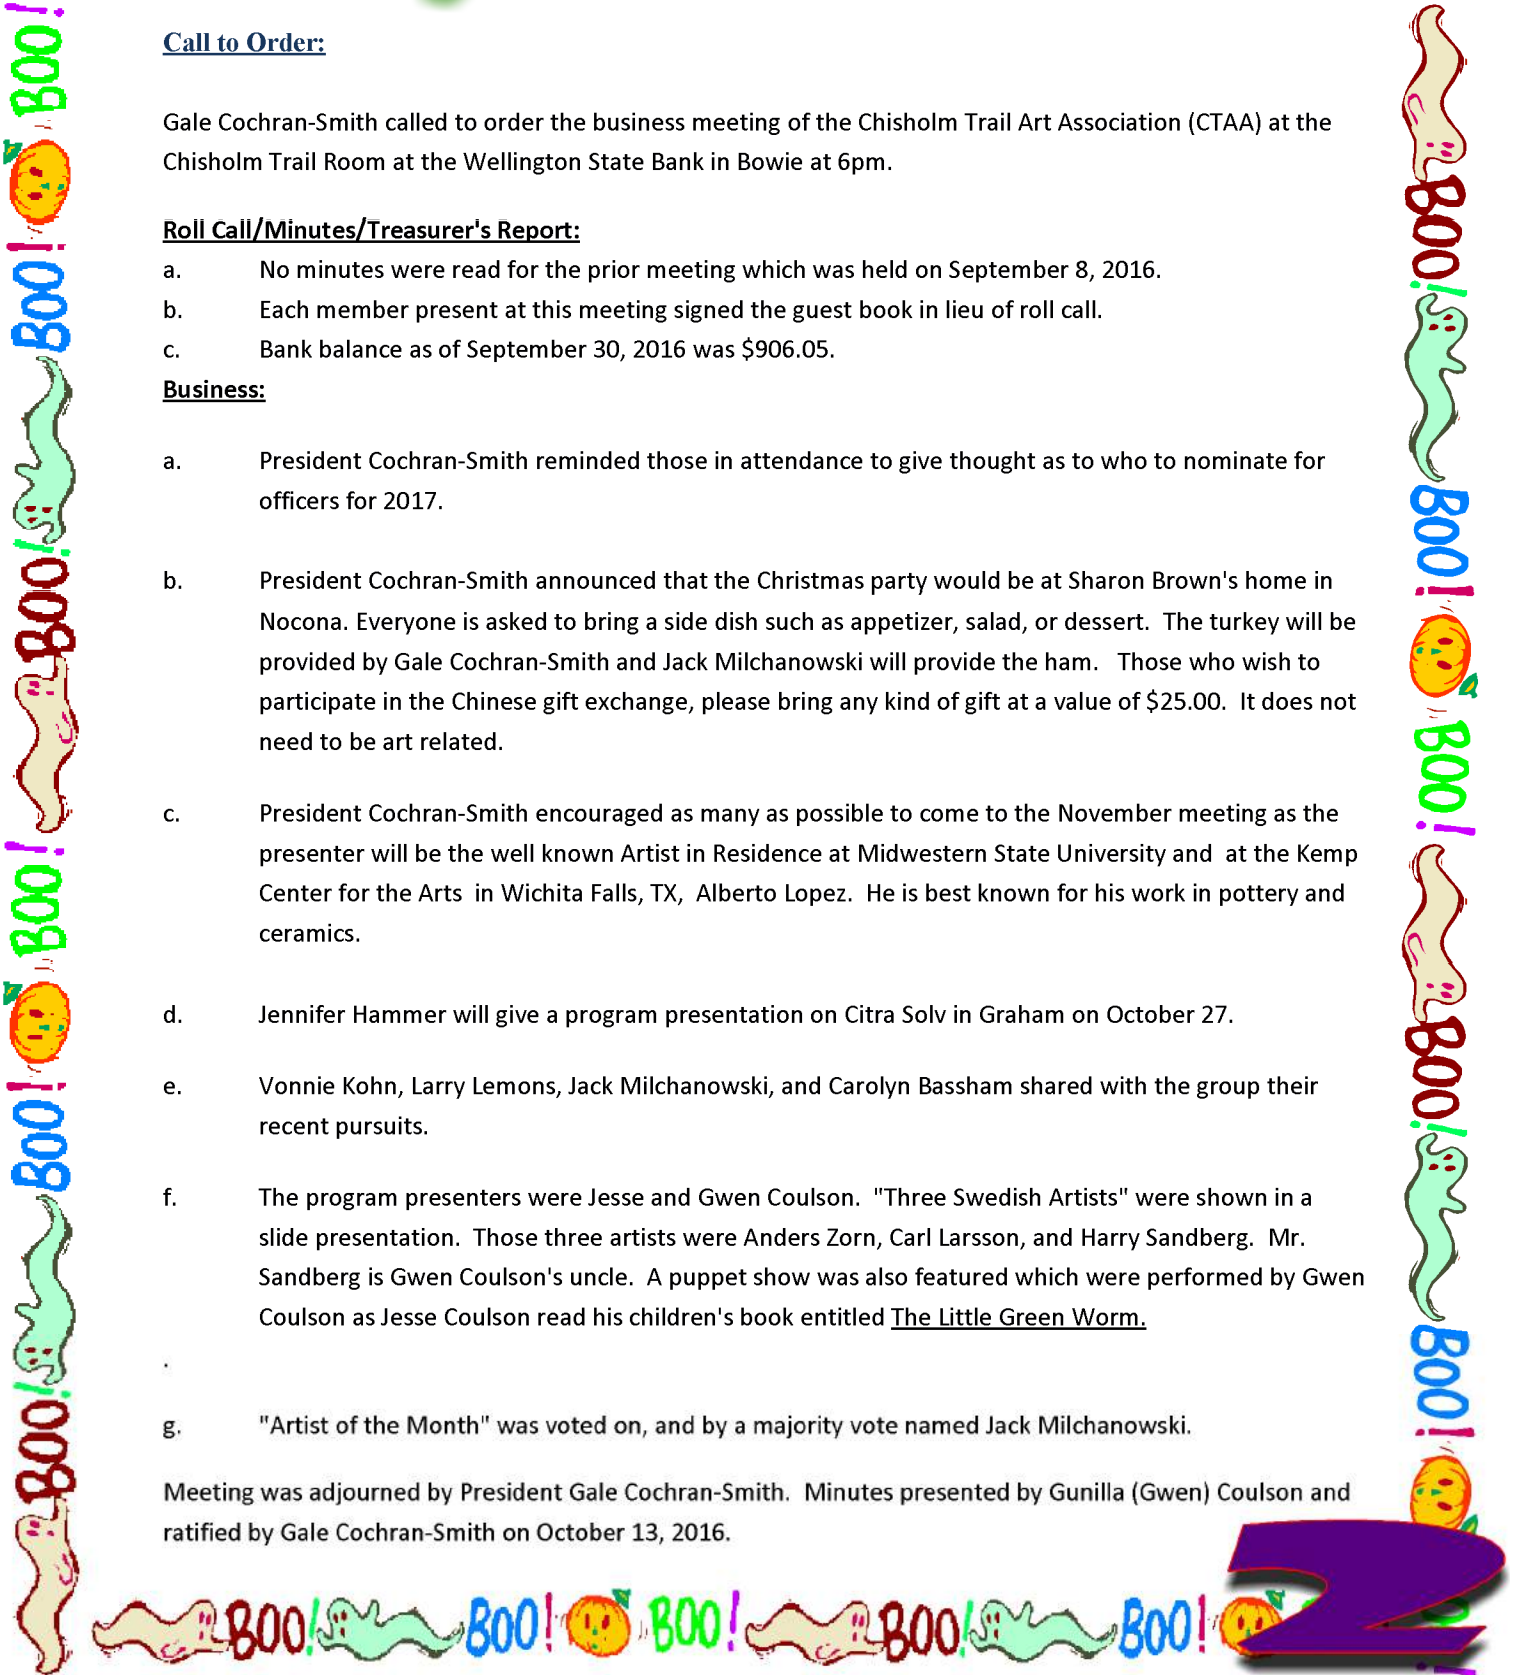 Call to Order:
Gale Cochran-Smith called to order the business meeting of the Chisholm Trail Art Association (CTAA) at the
Chisholm Trail Room at the Wellington State Bank in Bowie at 6pm.
Roll Call/Minutes/Treasurer's Report:
a. No minutes were read for the prior meeting which was held on September 8, 2016.
b. Each member present at this meeting signed the guest book in lieu of roll call.
c. Bank balance as of September 30, 2016 was $906.05.
Business:
a. President Cochran-Smith reminded those in attendance to give thought as to who to nominate for
officers for 2017.
b. President Cochran-Smith announced that the Christmas party would be at Sharon Brown's home in
Nocona. Everyone is asked to bring a side dish such as appetizer, salad, or dessert. The turkey will be
provided by Gale Cochran-Smith and Jack Milchanowski will provide the ham. Those who wish to
participate in the Chinese gift exchange, please bring any kind of gift at a value of $25.00. It does not
need to be art related.
c. President Cochran-Smith encouraged as many as possible to come to the November meeting as the
presenter will be the well known Artist in Residence at Midwestern State University and at the Kemp
Center for the Arts in Wichita Falls, TX, Alberto Lopez. He is best known for his work in pottery and
ceramics.
d. Jennifer Hammer will give a program presentation on Citra Solv in Graham on October 27.
e. Vonnie Kohn, Larry Lemons, Jack Milchanowski, and Carolyn Bassham shared with the group their
recent pursuits.
f. The program presenters were Jesse and Gwen Coulson. "Three Swedish Artists" were shown in a
slide presentation. Those three artists were Anders Zorn, Carl Larsson, and Harry Sandberg. Mr.
Sandberg is Gwen Coulson's uncle. A puppet show was also featured which were performed by Gwen
Coulson as Jesse Coulson read his children's book entitled The Little Green Worm.
.
g. "Artist of the Month" was voted on, and by a majority vote named Jack Milchanowski.
Meeting was adjourned by President Gale Cochran-Smith. Minutes presented by Gunilla (Gwen) Coulson and
ratified by Gale Cochran-Smith on October 13, 2016.
BOO! BOO! BOO! BOO! BOO!
2
BOO!
BOO!
BOO!
BOO!
BOO!
BOO!
BOO!
BOO!
BOO!
BOO!
BOO!
BOO!